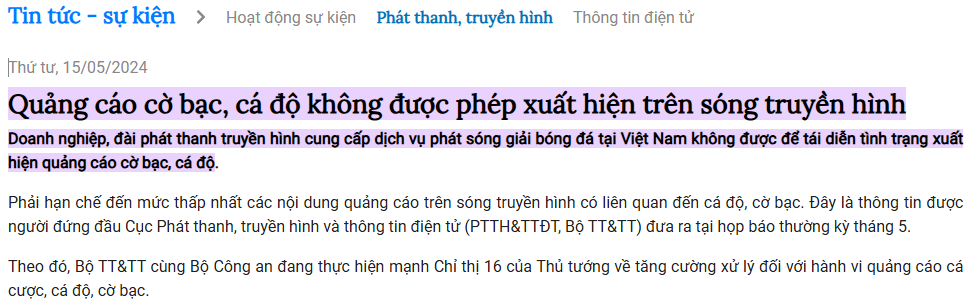 Tin tức - sự kiện > Hoạt động sự kiện Phát thanh, truyền hình Thông tin điện tử
Thứ tư, 15/05/2024
Quảng cáo cờ bạc, cá độ không được phép xuất hiện trên sóng truyền hình
Doanh nghiệp, đài phát thanh truyền hình cung cấp dịch vụ phát sóng giải bóng đá tại Việt Nam không được để tái diễn tình trạng xuất
hiện quảng cáo cờ bạc, cá độ.
Phải hạn chế đến mức thấp nhất các nội dung quảng cáo trên sóng truyền hình có liên quan đến cá độ, cờ bạc. Đây là thông tin được
người đứng đầu Cục Phát thanh, truyền hình và thông tin điện tử (PTTH&TTĐT, Bộ TT&TT) đưa ra tại họp báo thường kỳ tháng 5.
Theo đó, Bộ TT&TT cùng Bộ Công an đang thực hiện mạnh Chỉ thị 16 của Thủ tướng về tăng cường xử lý đối với hành vi quảng cáo cá
cược, cá độ, cờ bạc.